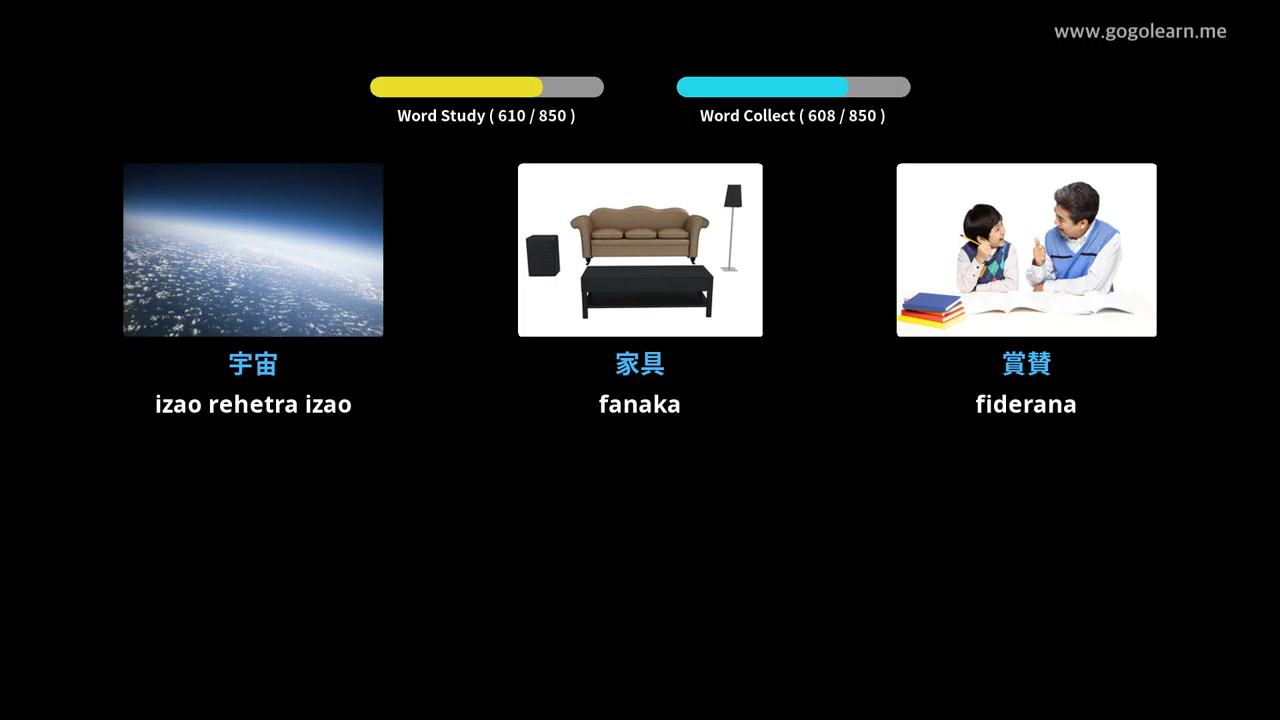 www.gogolearn.me
Word Study ( 610 / 850 )
Word Collect ( 608 / 850 )
宇宙
izao rehetra izao
家具
fanaka
賞賛
fiderana